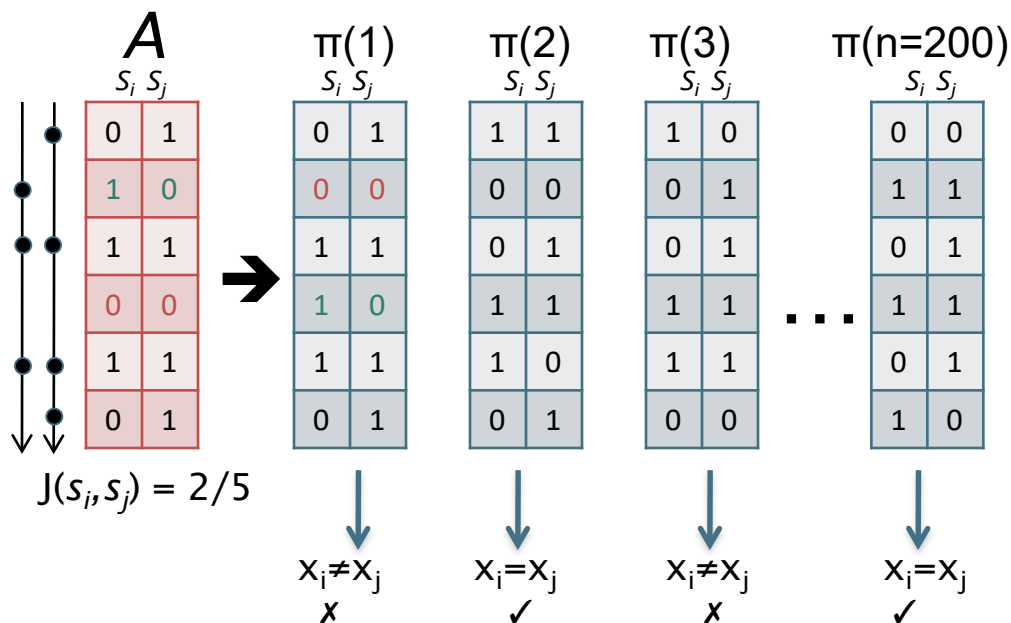 A π(1) π(2) π(3) π(n=200)
Si Sj Si Sj Si Sj Si Sj Si Sj
0 1 0 1 1 1 1 0 0 0
1 0 0 0 0 0 0 1 1 1
1 1 1 1 0 1 0 1 0 1
0 0 1 0 1 1 1 1 1 1
1 1 1 1 1 0 1 1 0 1
0 1 0 1 0 1 0 0 1 0
...
J(si,sj) = 2/5
xi≠xj xi=xj xi≠xj xi=xj
✗ ✓ ✗ ✓